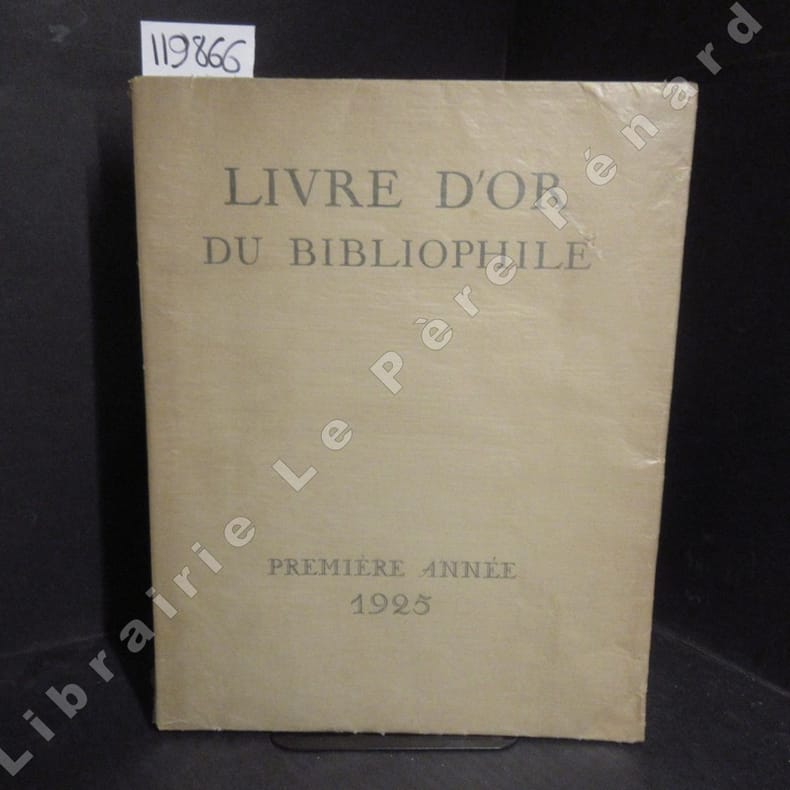 119866
LIVRE D'OR
DU BIBLIOPHILE
PREMIÈRE ANNÉE
1925
Librairie Le Père Pénard